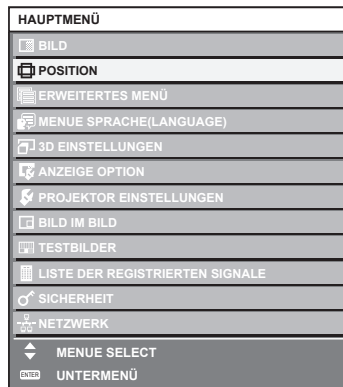 HAUPTMENÜ
BILD
POSITION
ERWEITERTES MENÜ
MENUE SPRACHE(LANGUAGE)
3D EINSTELLUNGEN
ANZEIGE OPTION
PROJEKTOR EINSTELLUNGEN
BILD IM BILD
TESTBILDER
LISTE DER REGISTRIERTEN SIGNALE
SICHERHEIT
NETZWERK
MENUE SELECT
ENTER UNTERMENÜ